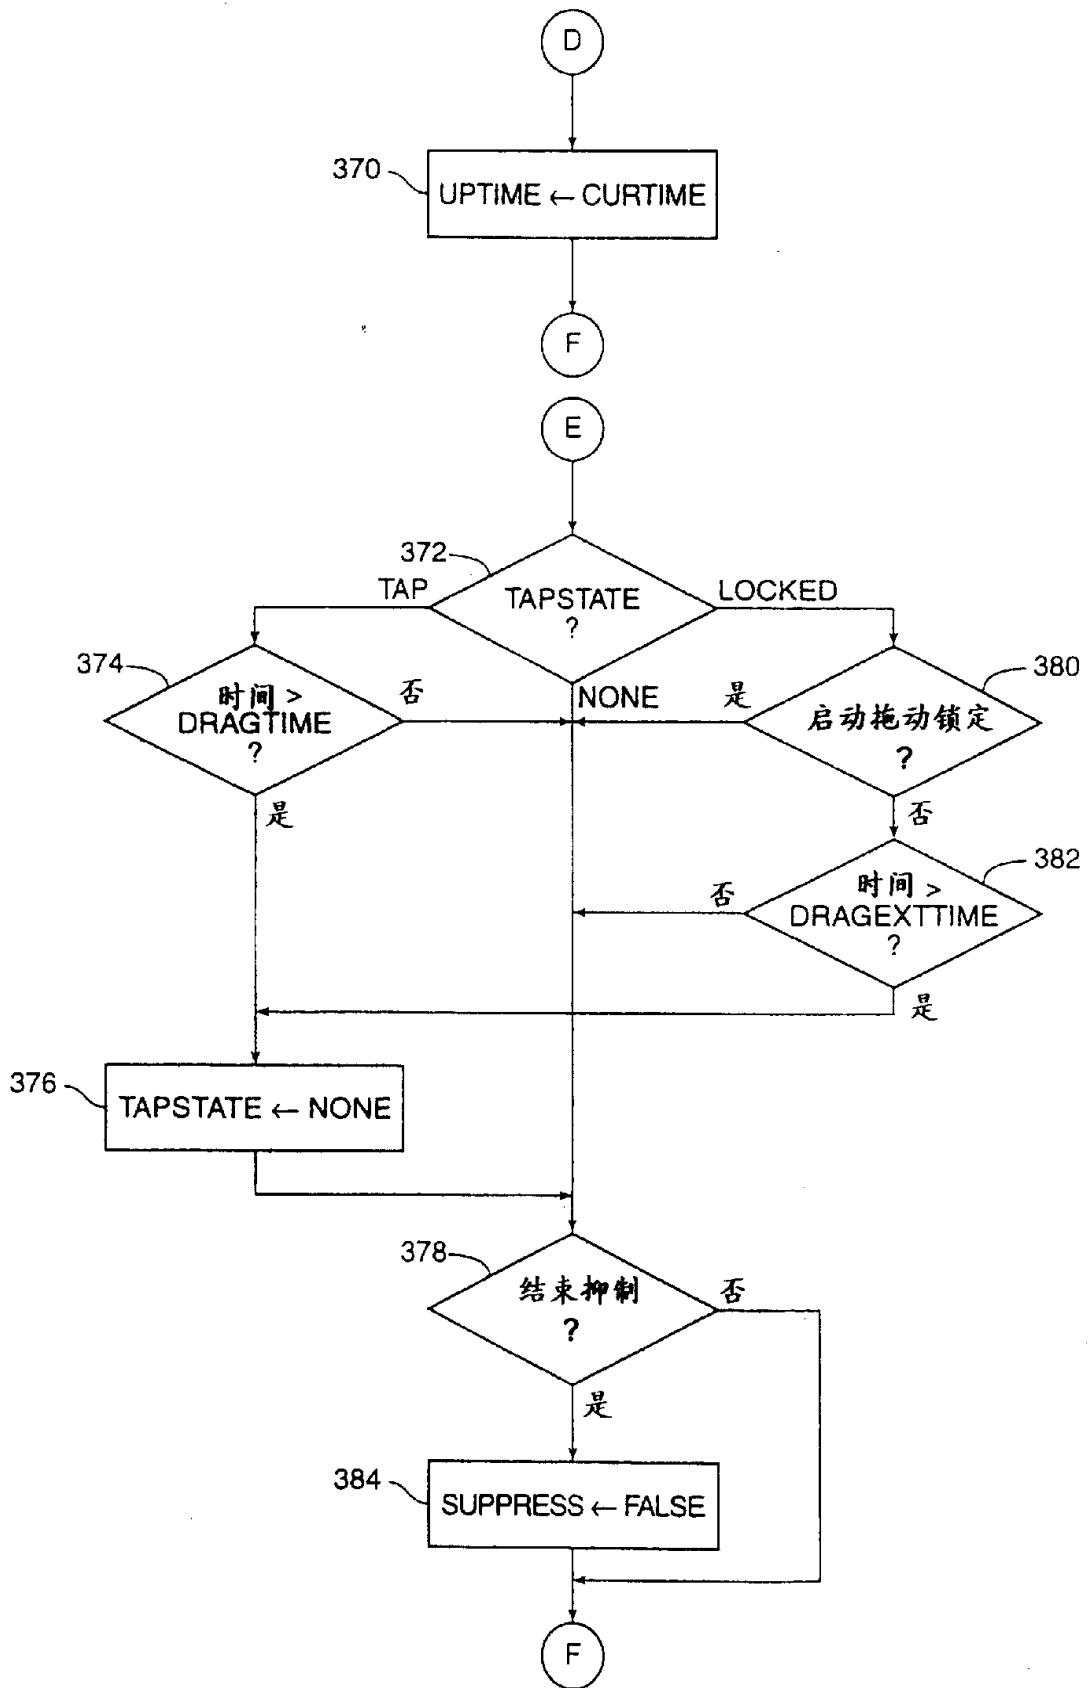 D
370
UPTIME ← CURTIME
F
E
372
TAP
TAPSTATE
?
LOCKED
374
时间 >
DRAGTIME
?
否
NONE
是
380
启动拖动锁定
?
是
否
382
时间 >
DRAGEXTTIME
?
否
是
376
TAPSTATE ← NONE
378
结束抑制
?
否
是
384
SUPPRESS ← FALSE
F